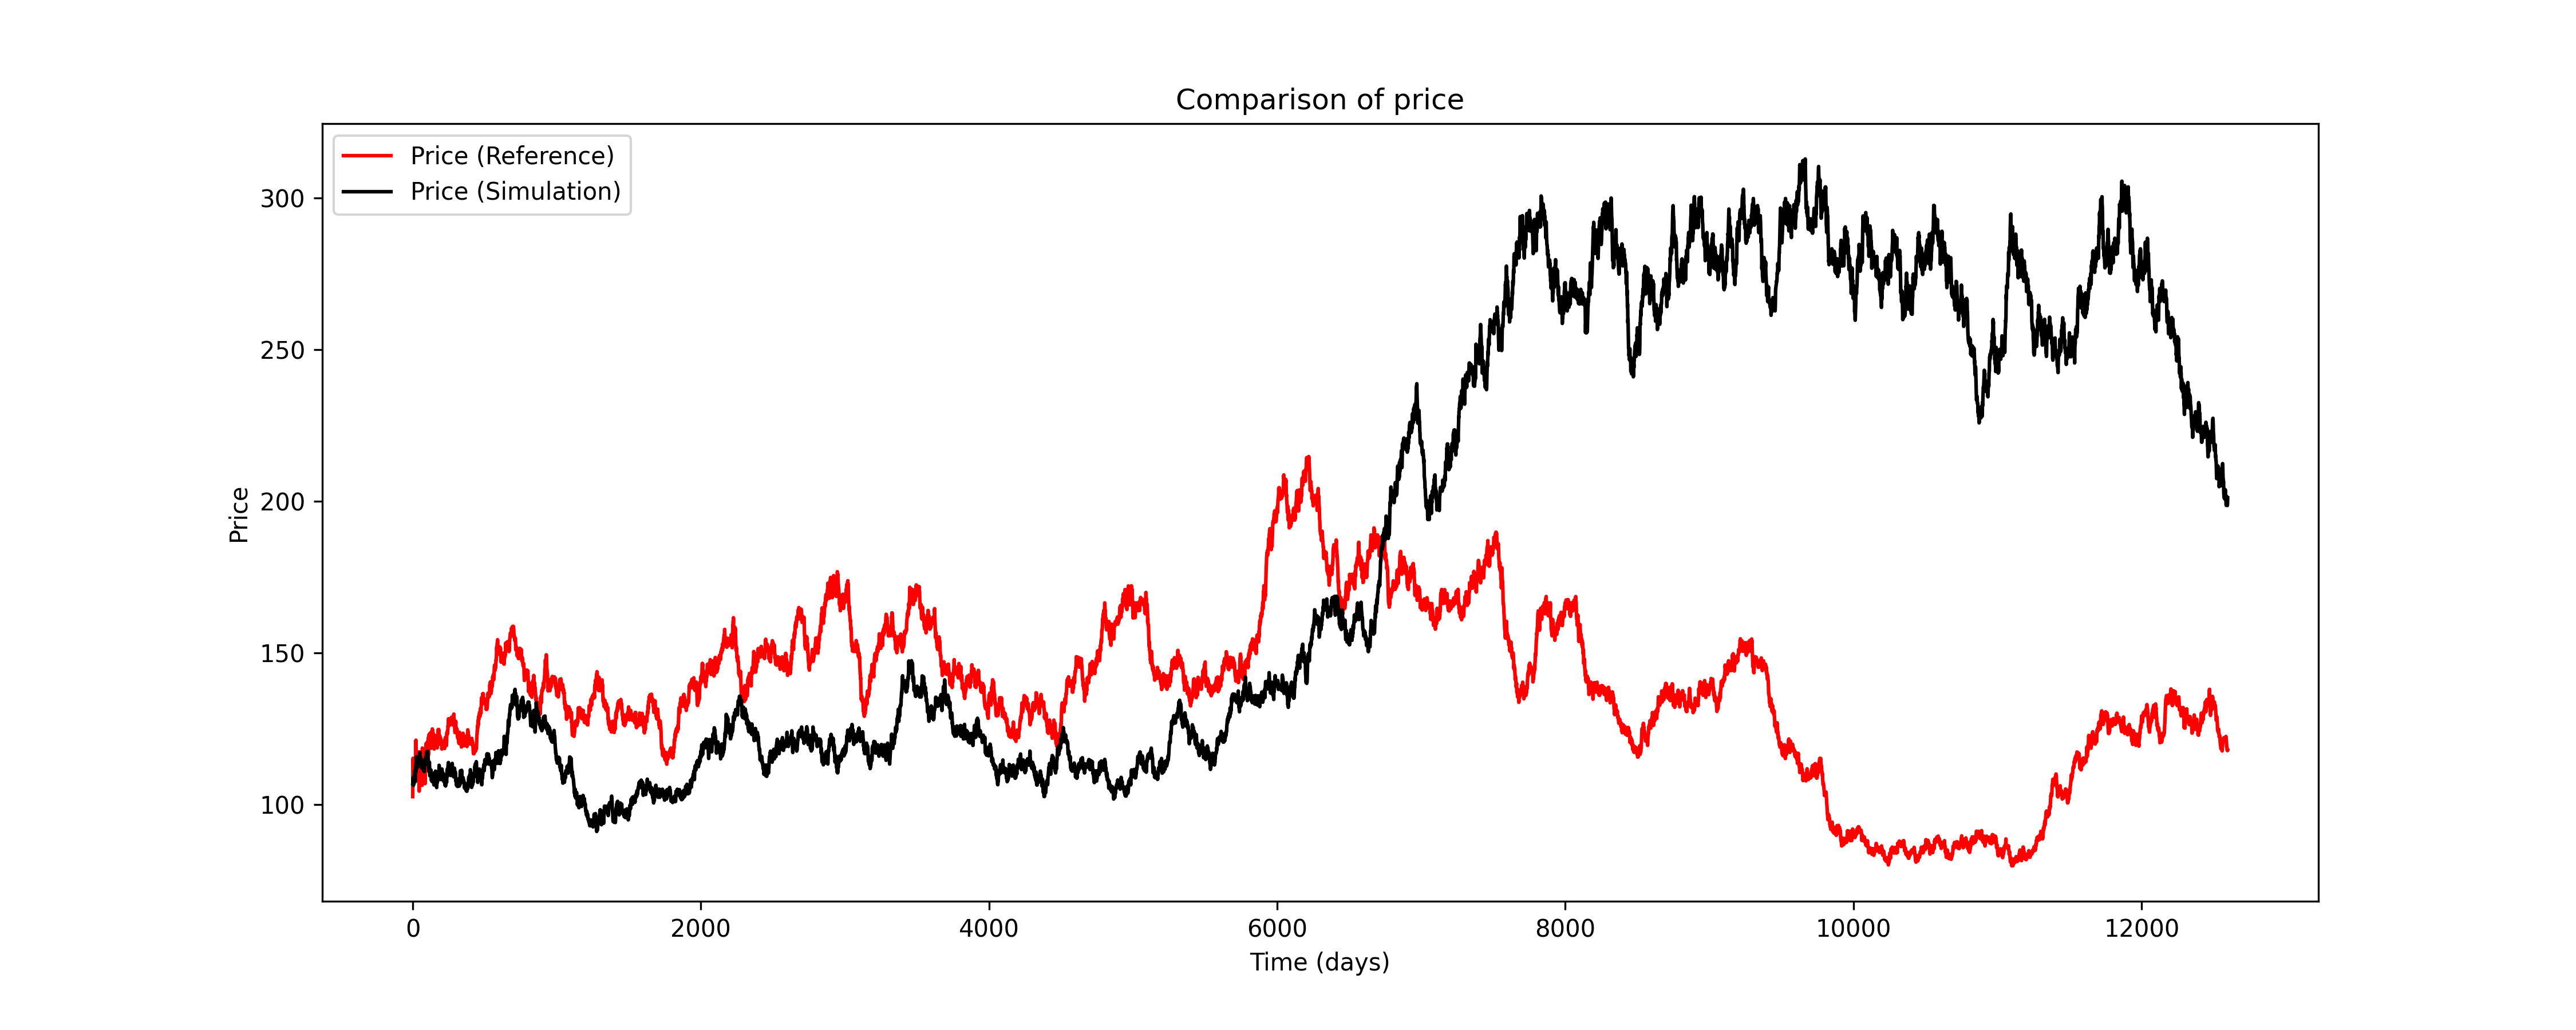 Comparison of price
Price (Reference)
Price (Simulation)
300
250
200
150
100
Price
0 2000 4000 6000 8000 10000 12000
Time (days)